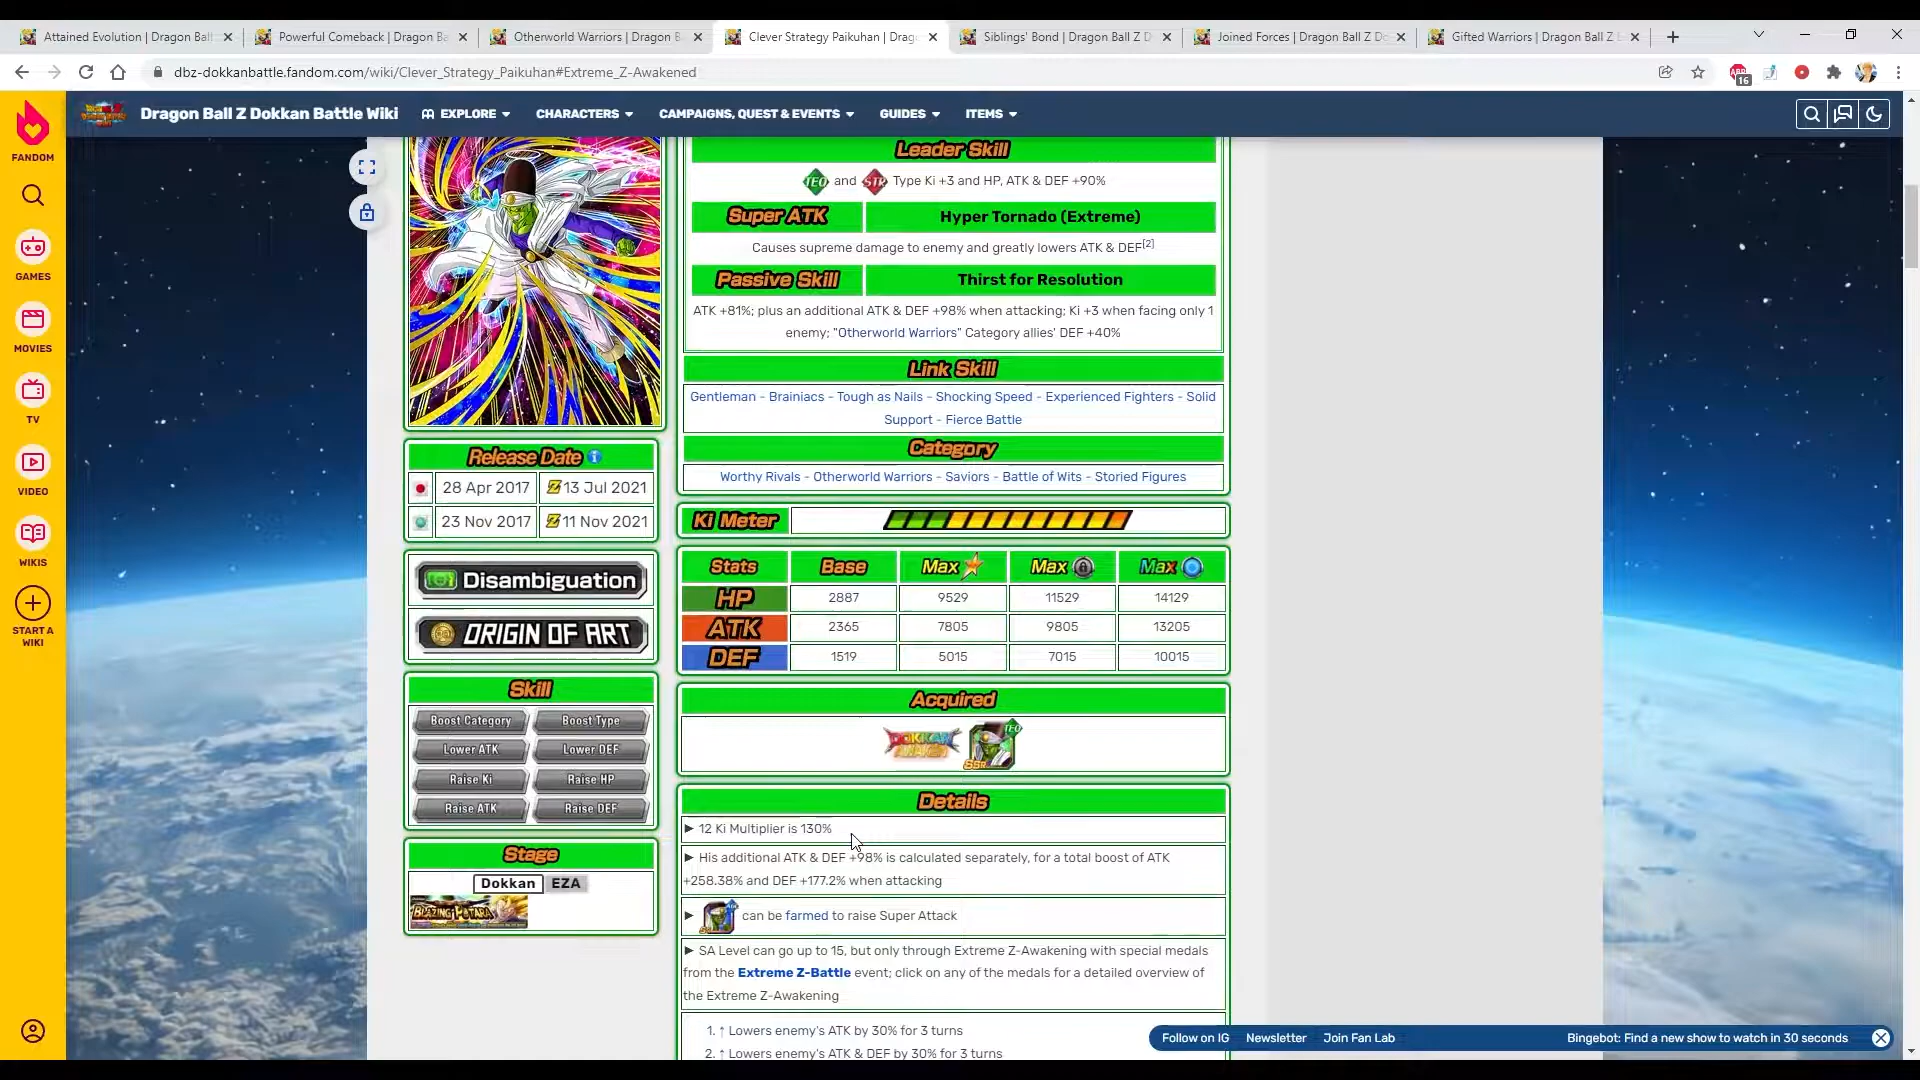 Attained Evolution | Dragon Ball
Powerful Comeback | Dragon Ba
Otherworld Warriors | Dragon B
Clever Strategy Paikuhan | Drag
Siblings' Bond | Dragon Ball Z D
Joined Forces | Dragon Ball Z Do
Gifted Warriors | Dragon Ball Z
dbz-dokkanbattle.fandom.com/wiki/Clever_Strategy_Paikuhan#Extreme_Z-Awakened
16
FANDOM
GAMES
MOVIES
TV
VIDEO
WIKIS
START A
WIKI
Dragon Ball Z Dokkan Battle Wiki
EXPLORE
CHARACTERS
CAMPAIGNS, QUEST & EVENTS
GUIDES
ITEMS
Leader Skill
TEQ and STR Type Ki +3 and HP, ATK & DEF +90%
Super ATK
Hyper Tornado (Extreme)
Causes supreme damage to enemy and greatly lowers ATK & DEF[2]
Passive Skill
Thirst for Resolution
ATK +81%; plus an additional ATK & DEF +98% when attacking; Ki +3 when facing only 1
enemy; "Otherworld Warriors" Category allies' DEF +40%
Link Skill
Gentleman - Brainiacs - Tough as Nails - Shocking Speed - Experienced Fighters - Solid
Support - Fierce Battle
Category
Worthy Rivals - Otherworld Warriors - Saviors - Battle of Wits - Storied Figures
Release Date
28 Apr 2017 Z 13 Jul 2021
23 Nov 2017 Z 11 Nov 2021
Disambiguation
ORIGIN OF ART
Skill
Boost Category Boost Type
Lower ATK Lower DEF
Raise Ki Raise HP
Raise ATK Raise DEF
Stage
Dokkan EZA
BLAZING POTARA
Ki Meter
Stats Base Max Max Max
HP 2887 9529 11529 14129
ATK 2365 7805 9805 13205
DEF 1519 5015 7015 10015
Acquired
DOKKAN AWAKEN SSR TEQ
Details
► 12 Ki Multiplier is 130%
► His additional ATK & DEF +98% is calculated separately, for a total boost of ATK
+258.38% and DEF +177.2% when attacking
► can be farmed to raise Super Attack
► SA Level can go up to 15, but only through Extreme Z-Awakening with special medals
from the Extreme Z-Battle event; click on any of the medals for a detailed overview of
the Extreme Z-Awakening
1. ↑ Lowers enemy's ATK by 30% for 3 turns
2. ↑ Lowers enemy's ATK & DEF by 30% for 3 turns
Follow on IG Newsletter Join Fan Lab
Bingebot: Find a new show to watch in 30 seconds